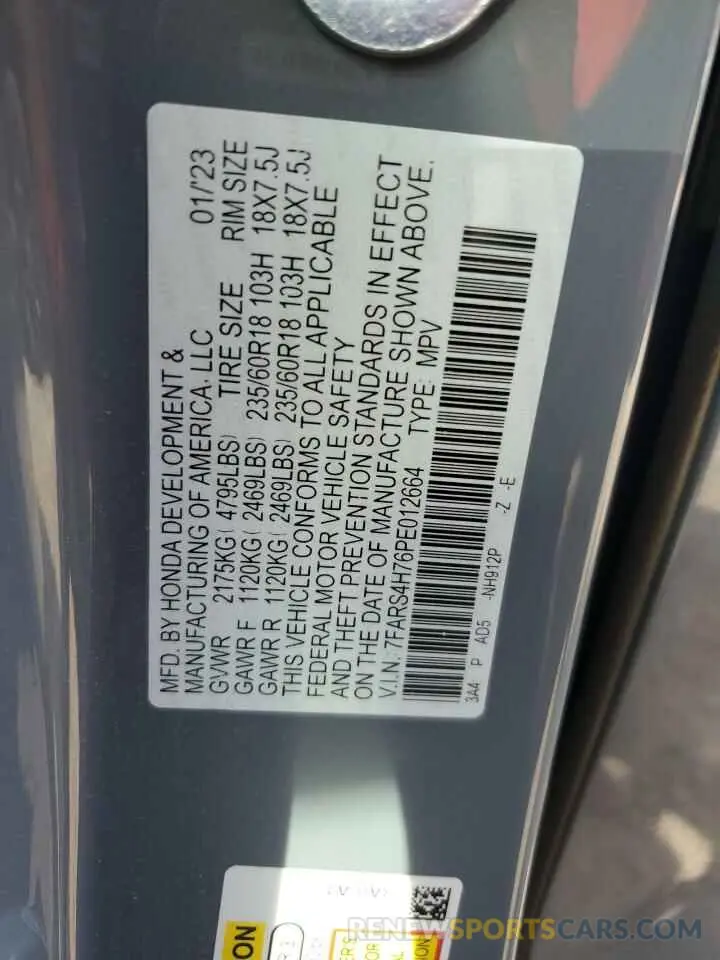 MFD. BY HONDA DEVELOPMENT &
MANUFACTURING OF AMERICA, LLC 01/'23
GVWR 2175KG( 4795LBS) TIRE SIZE RIM SIZE
GAWR F 1120KG( 2469LBS) 235/60R18 103H 18X7.5J
GAWR R 1120KG( 2469LBS) 235/60R18 103H 18X7.5J
THIS VEHICLE CONFORMS TO ALL APPLICABLE
FEDERAL MOTOR VEHICLE SAFETY
AND THEFT PREVENTION STANDARDS IN EFFECT
ON THE DATE OF MANUFACTURE SHOWN ABOVE.
V.I.N: 7FARS4H76PE012664 TYPE: MPV
3A4 P AD5 -NH912P -Z -E
ON
RENEWSPORTSCARS.COM